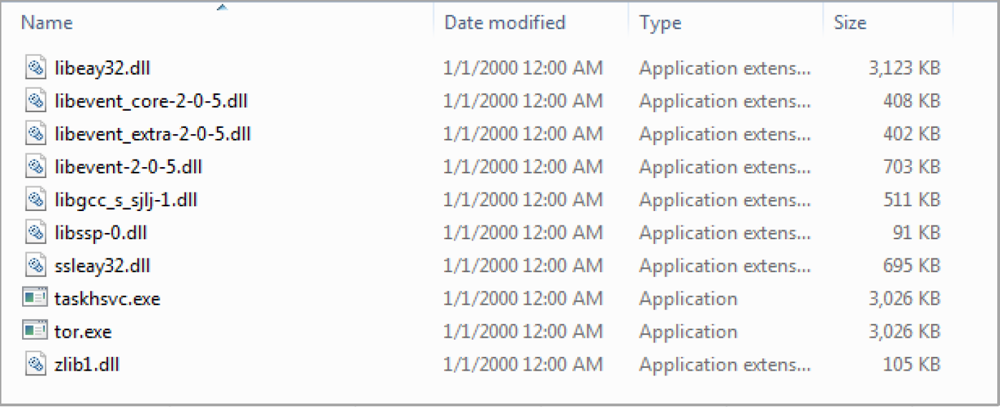 Name Date modified Type Size
libeay32.dll 1/1/2000 12:00 AM Application extens... 3,123 KB
libevent_core-2-0-5.dll 1/1/2000 12:00 AM Application extens... 408 KB
libevent_extra-2-0-5.dll 1/1/2000 12:00 AM Application extens... 402 KB
libevent-2-0-5.dll 1/1/2000 12:00 AM Application extens... 703 KB
libgcc_s_sjlj-1.dll 1/1/2000 12:00 AM Application extens... 511 KB
libssp-0.dll 1/1/2000 12:00 AM Application extens... 91 KB
ssleay32.dll 1/1/2000 12:00 AM Application extens... 695 KB
taskhsvc.exe 1/1/2000 12:00 AM Application 3,026 KB
tor.exe 1/1/2000 12:00 AM Application 3,026 KB
zlib1.dll 1/1/2000 12:00 AM Application extens... 105 KB